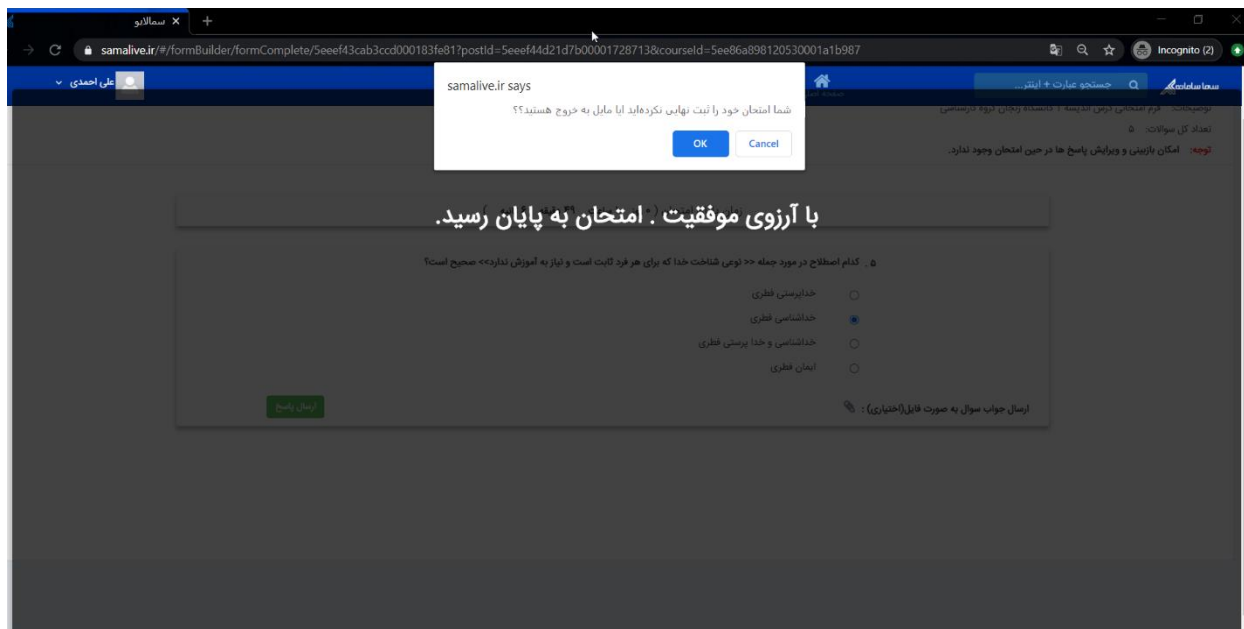 سمالایو
samalive.ir/#/formBuilder/formComplete/5eeef43cab3ccd000183fe81?postId=5eeef44d21d7b00001728713&courseId=5ee86a898120530001a1b987
Incognito (2)
علی احمدی
جستجو عبارت + اینتر...
samalive.ir says
شما امتحان خود را ثبت نهایی نکرده‌اید ایا مایل به خروج هستید؟؟
OK
Cancel
تعداد کل سوالات: ۵
توجه: امکان بازبینی و ویرایش پاسخ ها در حین امتحان وجود ندارد.
با آرزوی موفقیت . امتحان به پایان رسید.
۵ . کدام اصطلاح در مورد جمله << نوعی شناخت خدا که برای هر فرد ثابت است و نیاز به آموزش ندارد>> صحیح است؟
خداپرستی فطری
خداشناسی فطری
خداشناسی و خدا پرستی فطری
ایمان فطری
ارسال جواب سوال به صورت فایل(اختیاری) :
ارسال پاسخ